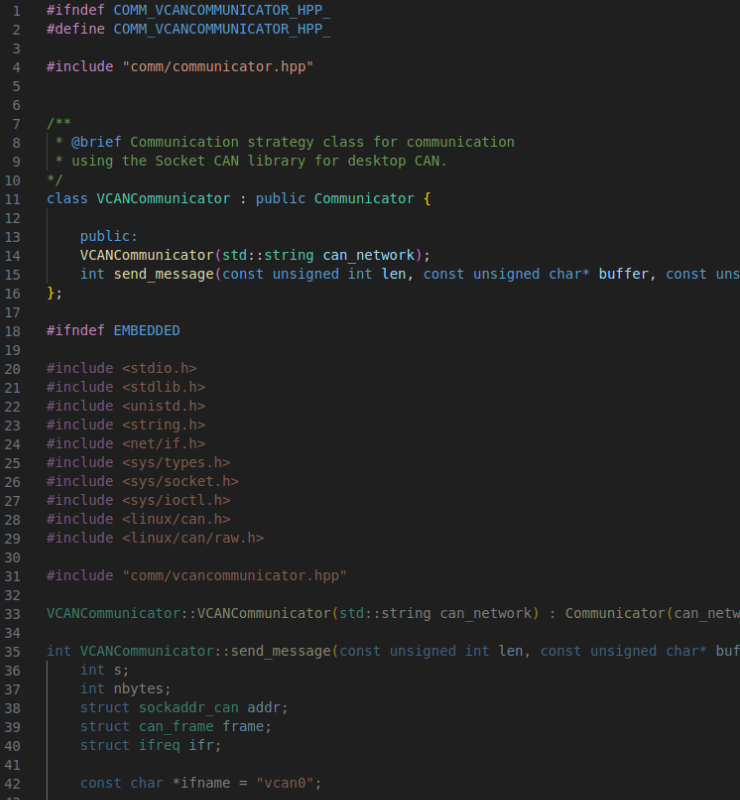 1 #ifndef COMM_VCANCOMMUNICATOR_HPP_
2 #define COMM_VCANCOMMUNICATOR_HPP_
3
4 #include "comm/communicator.hpp"
5
6
7 /**
8 * @brief Communication strategy class for communication
9 * using the Socket CAN library for desktop CAN.
10 */
11 class VCANCommunicator : public Communicator {
12
13 public:
14 VCANCommunicator(std::string can_network);
15 int send_message(const unsigned int len, const unsigned char* buffer, const uns
16 };
17
18 #ifndef EMBEDDED
19
20 #include <stdio.h>
21 #include <stdlib.h>
22 #include <unistd.h>
23 #include <string.h>
24 #include <net/if.h>
25 #include <sys/types.h>
26 #include <sys/socket.h>
27 #include <sys/ioctl.h>
28 #include <linux/can.h>
29 #include <linux/can/raw.h>
30
31 #include "comm/vcancommunicator.hpp"
32
33 VCANCommunicator::VCANCommunicator(std::string can_network) : Communicator(can_netw
34
35 int VCANCommunicator::send_message(const unsigned int len, const unsigned char* buf
36 int s;
37 int nbytes;
38 struct sockaddr_can addr;
39 struct can_frame frame;
40 struct ifreq ifr;
41
42 const char *ifname = "vcan0";